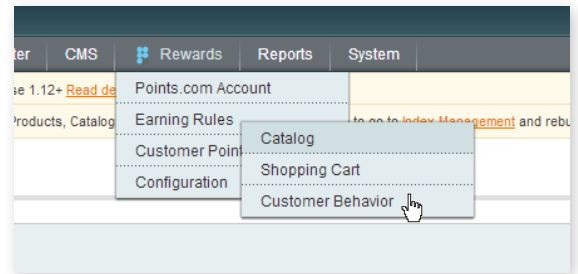 ter CMS Rewards Reports System
se 1.12+ Read de
Points.com Account
Products, Catalog
Earning Rules
to go to Index Management and rebu
Catalog
Customer Point
Shopping Cart
Configuration
Customer Behavior